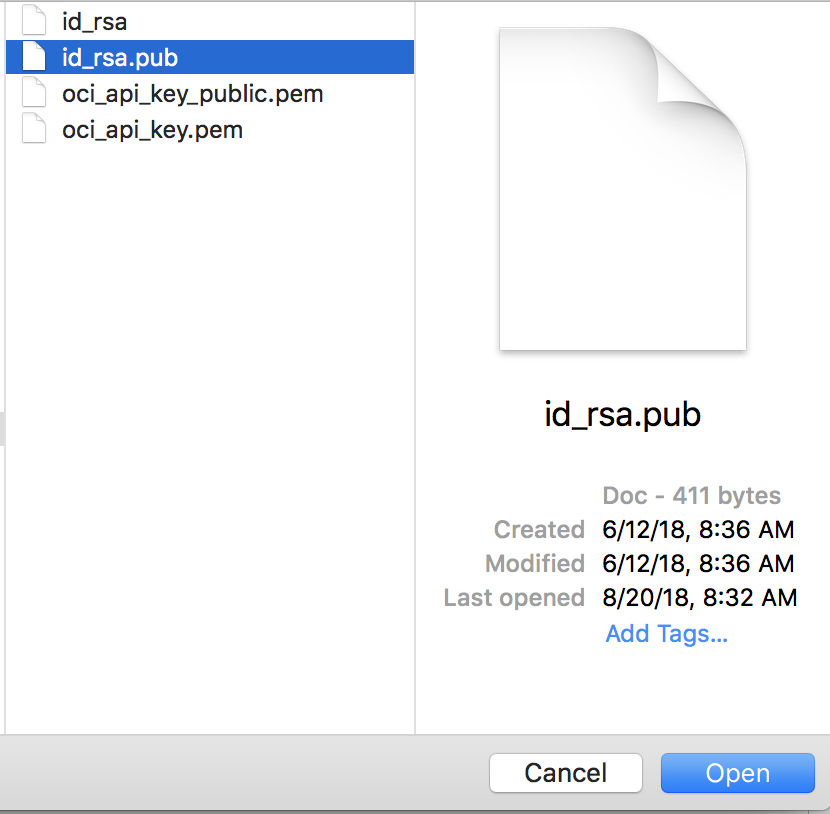 id_rsa
id_rsa.pub
oci_api_key_public.pem
oci_api_key.pem
id_rsa.pub
Doc - 411 bytes
Created 6/12/18, 8:36 AM
Modified 6/12/18, 8:36 AM
Last opened 8/20/18, 8:32 AM
Add Tags...
Cancel Open